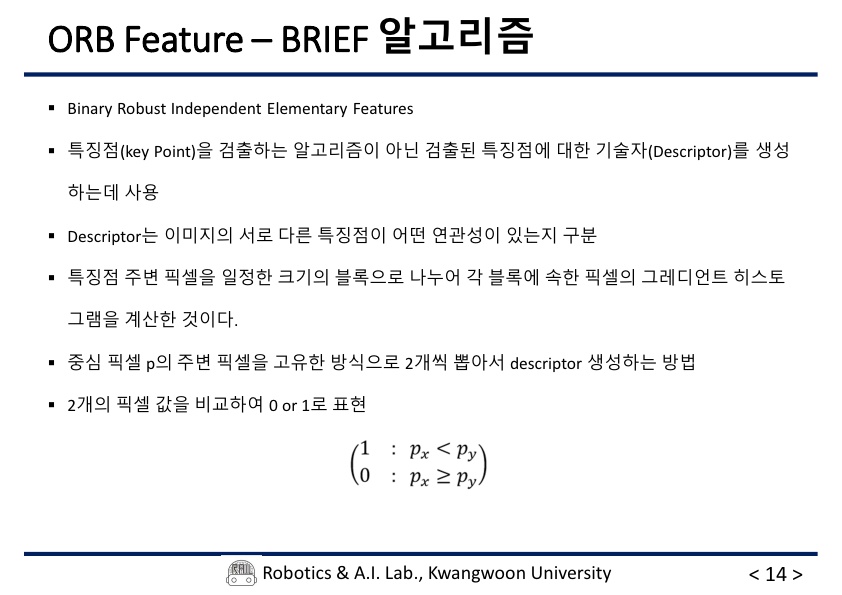 ORB Feature – BRIEF 알고리즘
▪ Binary Robust Independent Elementary Features
▪ 특징점(key Point)을 검출하는 알고리즘이 아닌 검출된 특징점에 대한 기술자(Descriptor)를 생성
하는데 사용
▪ Descriptor는 이미지의 서로 다른 특징점이 어떤 연관성이 있는지 구분
▪ 특징점 주변 픽셀을 일정한 크기의 블록으로 나누어 각 블록에 속한 픽셀의 그레디언트 히스토
그램을 계산한 것이다.
▪ 중심 픽셀 p의 주변 픽셀을 고유한 방식으로 2개씩 뽑아서 descriptor 생성하는 방법
▪ 2개의 픽셀 값을 비교하여 0 or 1로 표현
1 : pₓ < p_y
0 : pₓ ≥ p_y
RAIL Robotics & A.I. Lab., Kwangwoon University < 14 >